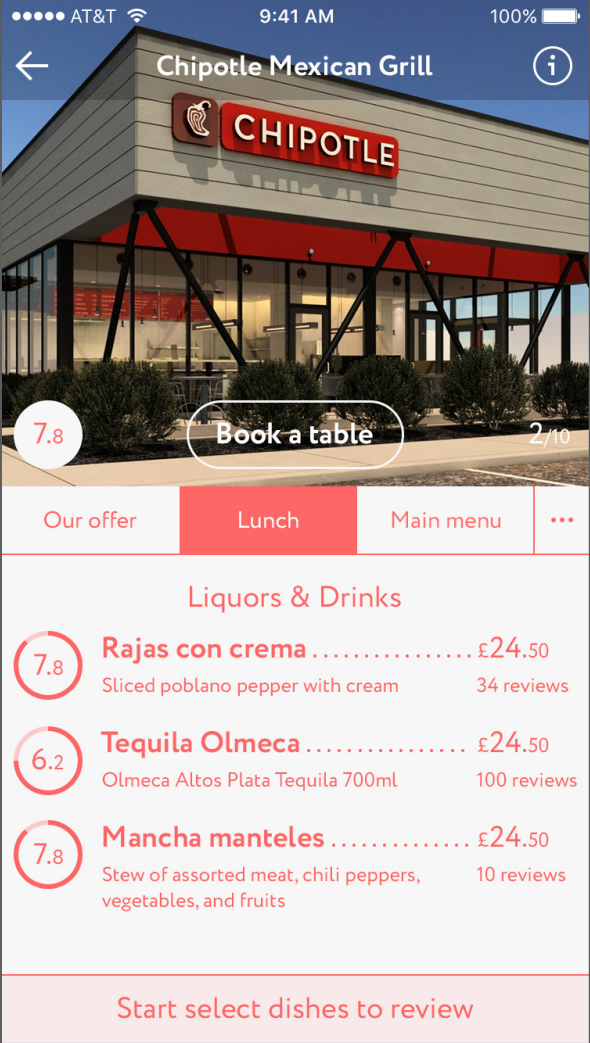 AT&T 9:41 AM 100%
Chipotle Mexican Grill
CHIPOTLE
7.8 Book a table 2/10
Our offer Lunch Main menu ...
Liquors & Drinks
7.8 Rajas con crema ................ £24.50
Sliced poblano pepper with cream 34 reviews
6.2 Tequila Olmeca ................ £24.50
Olmeca Altos Plata Tequila 700ml 100 reviews
7.8 Mancha manteles .............. £24.50
Stew of assorted meat, chili peppers, 10 reviews
vegetables, and fruits
Start select dishes to review